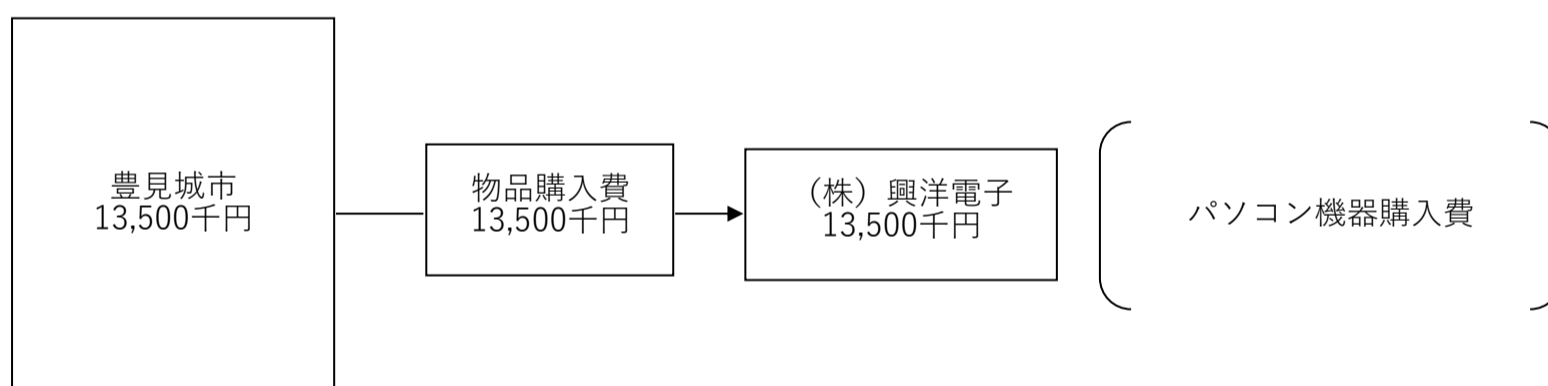 豊見城市
13,500千円
物品購入費
13,500千円
（株）興洋電子
13,500千円
パソコン機器購入費